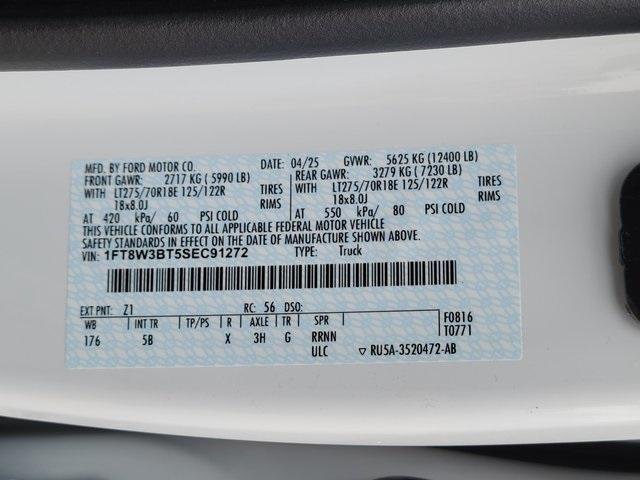 MFD. BY FORD MOTOR CO. DATE: 04/25 GVWR: 5625 KG (12400 LB)
FRONT GAWR: 2717 KG ( 5990 LB) REAR GAWR: 3279 KG ( 7230 LB)
WITH LT275/70R18E 125/122R TIRES WITH LT275/70R18E 125/122R TIRES
18x8.0J RIMS 18x8.0J RIMS
AT 420 kPa/ 60 PSI COLD AT 550 kPa/ 80 PSI COLD
THIS VEHICLE CONFORMS TO ALL APPLICABLE FEDERAL MOTOR VEHICLE
SAFETY STANDARDS IN EFFECT ON THE DATE OF MANUFACTURE SHOWN ABOVE.
VIN: 1FT8W3BT5SEC91272 TYPE: Truck
EXT PNT: Z1 RC: 56 DSO: F0816
WB INT TR TP/PS R AXLE TR SPR T0771
176 5B X 3H G RRNN
ULC ▽ RU5A-3520472-AB